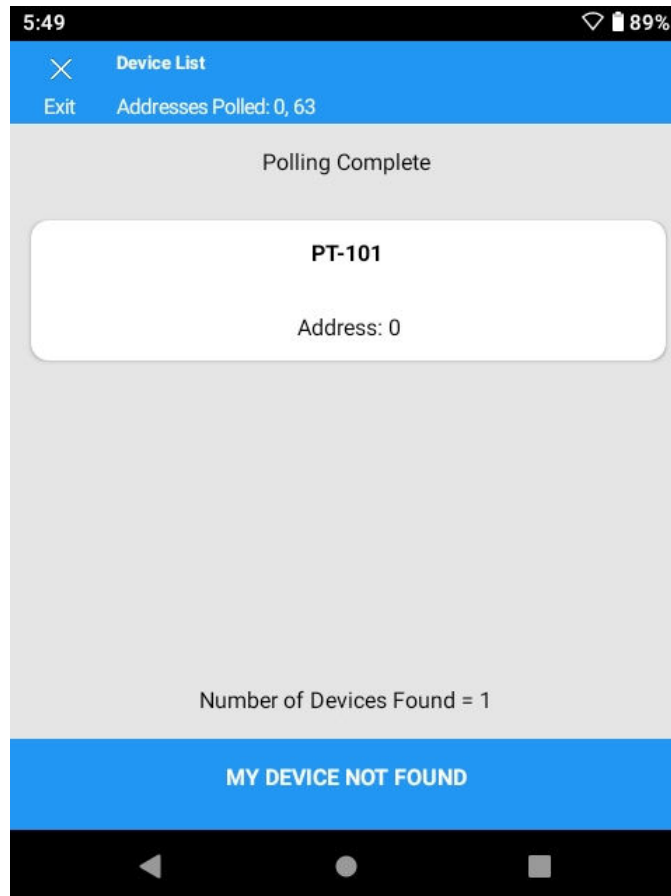 5:49 89%
Device List
Exit Addresses Polled: 0, 63
Polling Complete
PT-101
Address: 0
Number of Devices Found = 1
MY DEVICE NOT FOUND